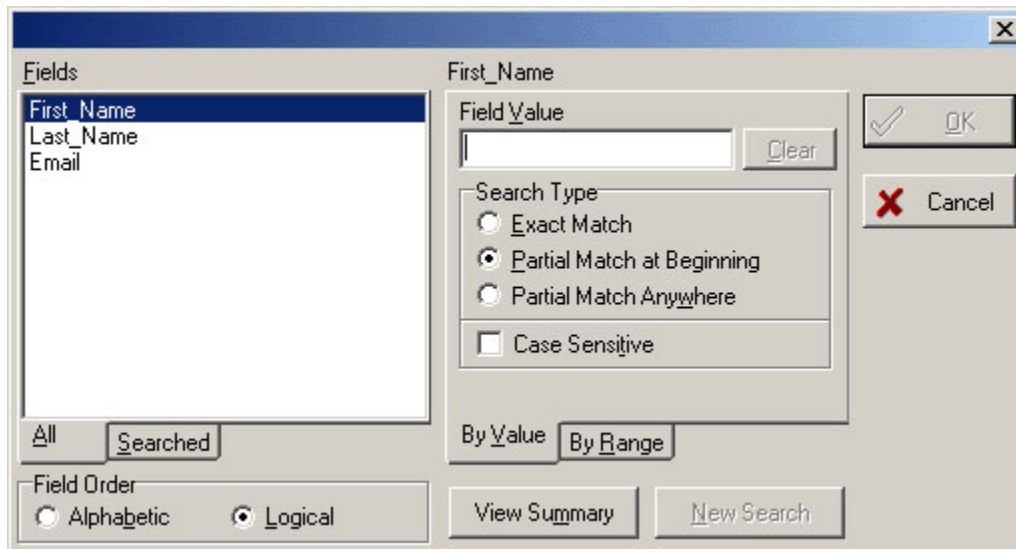 Fields
First_Name
Last_Name
Email
All
Searched
Field Order
Alphabetic
Logical
First_Name
Field Value
Clear
Search Type
Exact Match
Partial Match at Beginning
Partial Match Anywhere
Case Sensitive
By Value
By Range
View Summary
New Search
OK
Cancel